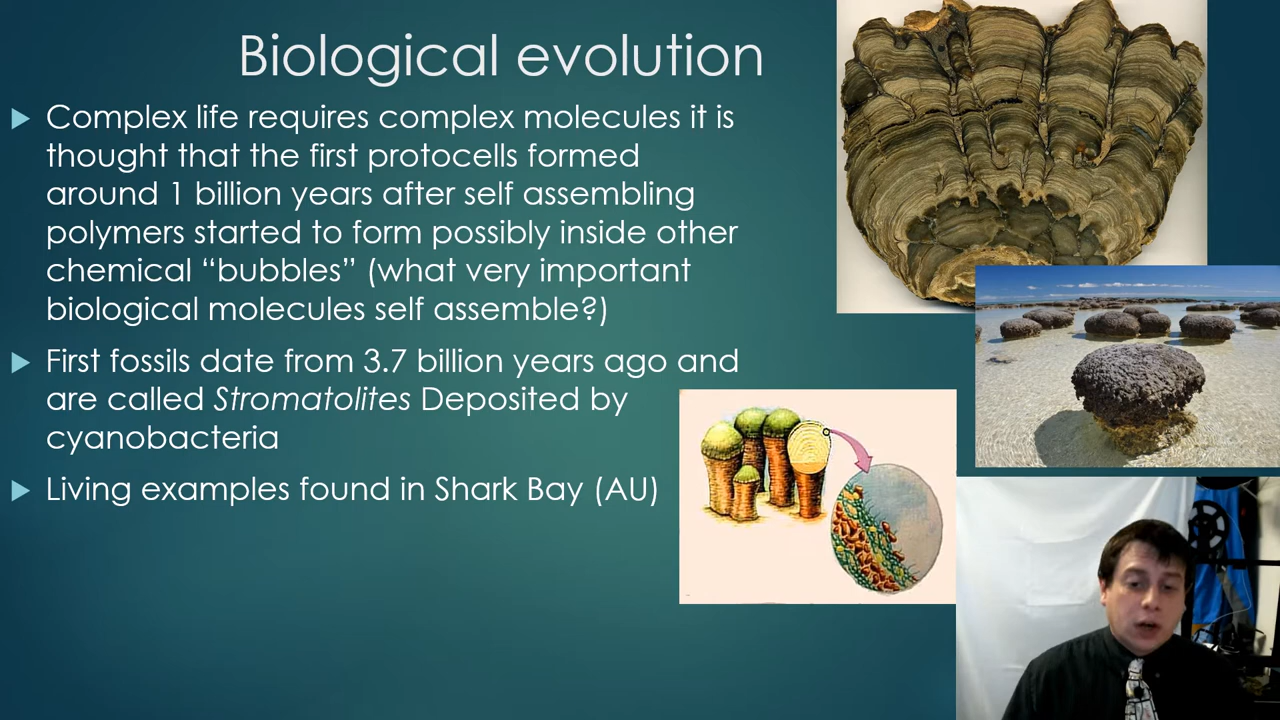 Biological evolution
Complex life requires complex molecules it is
thought that the first protocells formed
around 1 billion years after self assembling
polymers started to form possibly inside other
chemical “bubbles” (what very important
biological molecules self assemble?)
First fossils date from 3.7 billion years ago and
are called Stromatolites Deposited by
cyanobacteria
Living examples found in Shark Bay (AU)